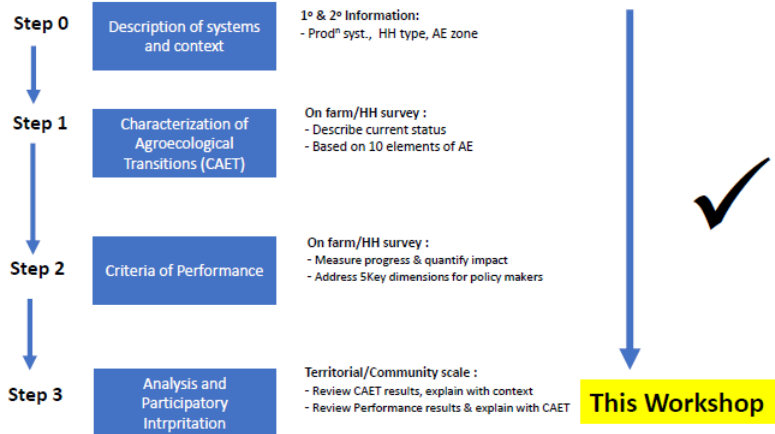 Step 0
Description of systems
and context
1º & 2º Information:
- Prodⁿ syst., HH type, AE zone
Step 1
Characterization of
Agroecological
Transitions (CAET)
On farm/HH survey :
- Describe current status
- Based on 10 elements of AE
Step 2
Criteria of Performance
On farm/HH survey :
- Measure progress & quantify impact
- Address 5Key dimensions for policy makers
Step 3
Analysis and
Participatory
Intrpritation
Territorial/Community scale :
- Review CAET results, explain with context
- Review Performance results & explain with CAET
This Workshop